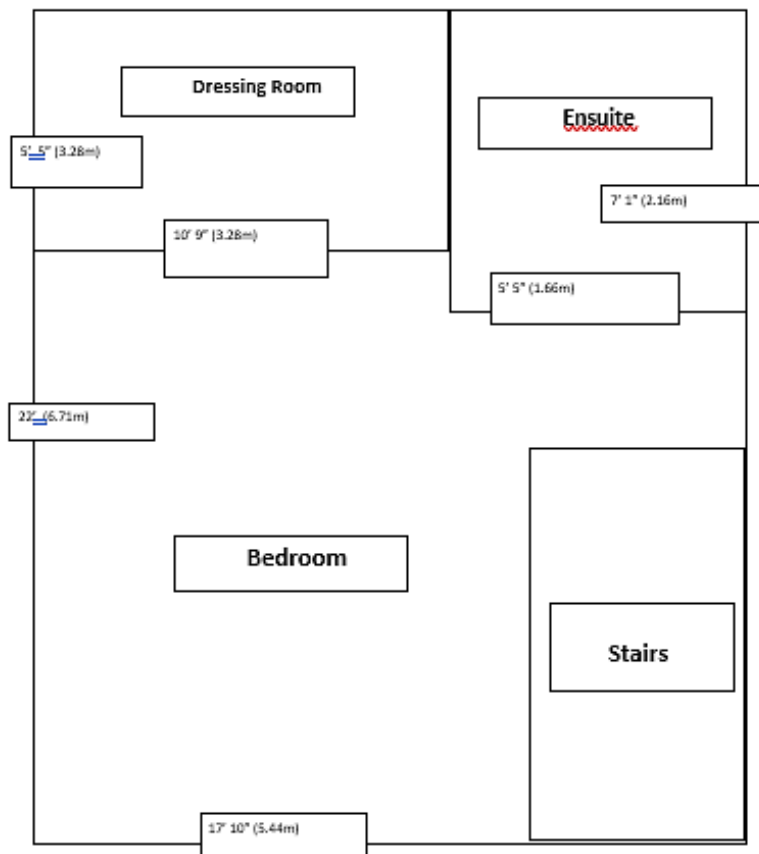 Dressing Room
Ensuite
5' 5" (3.28m)
7' 1" (2.16m)
10' 9" (3.28m)
5' 5" (1.66m)
22' (6.71m)
Bedroom
Stairs
17' 10" (5.44m)